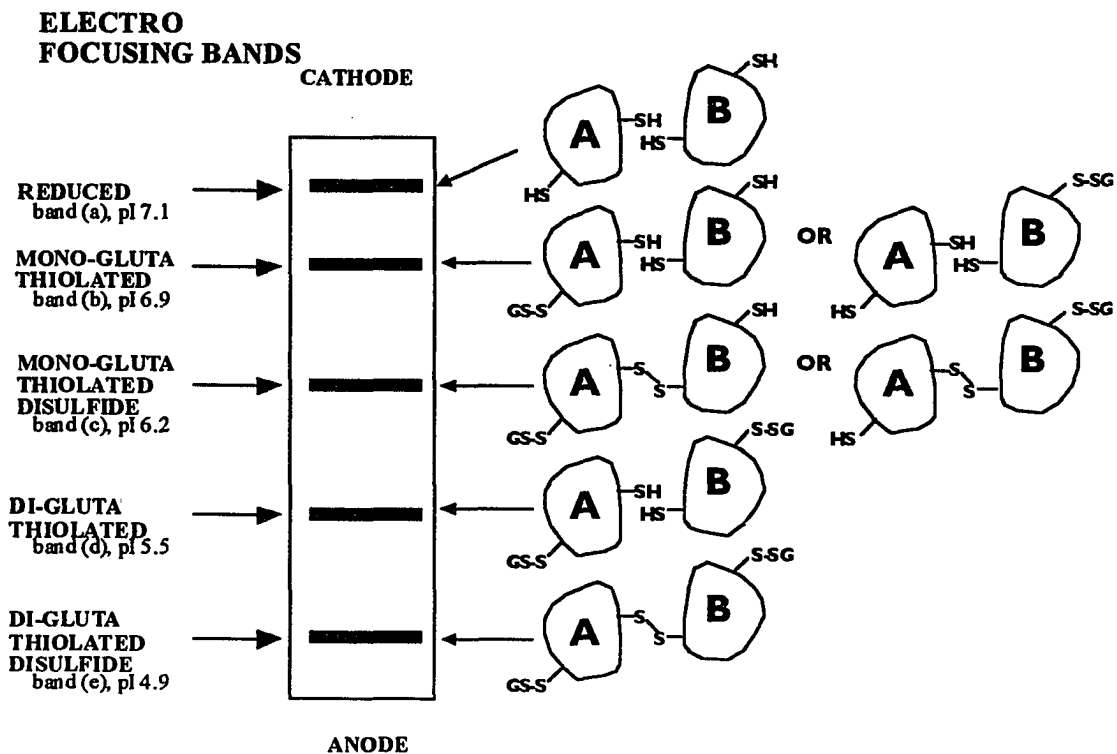 ELECTRO
FOCUSING BANDS
CATHODE
REDUCED
band (a), pI 7.1
MONO-GLUTA
THIOLATED
band (b), pI 6.9
MONO-GLUTA
THIOLATED
DISULFIDE
band (c), pI 6.2
DI-GLUTA
THIOLATED
band (d), pI 5.5
DI-GLUTA
THIOLATED
DISULFIDE
band (e), pI 4.9
ANODE
A
SH
HS
B
SH
HS
A
SH
GS-S
B
SH
HS
OR
A
SH
HS
B
S-SG
HS
A
S
GS-S
B
SH
S
OR
A
S
HS
B
S-SG
S
A
SH
GS-S
B
S-SG
HS
A
S
GS-S
B
S-SG
S